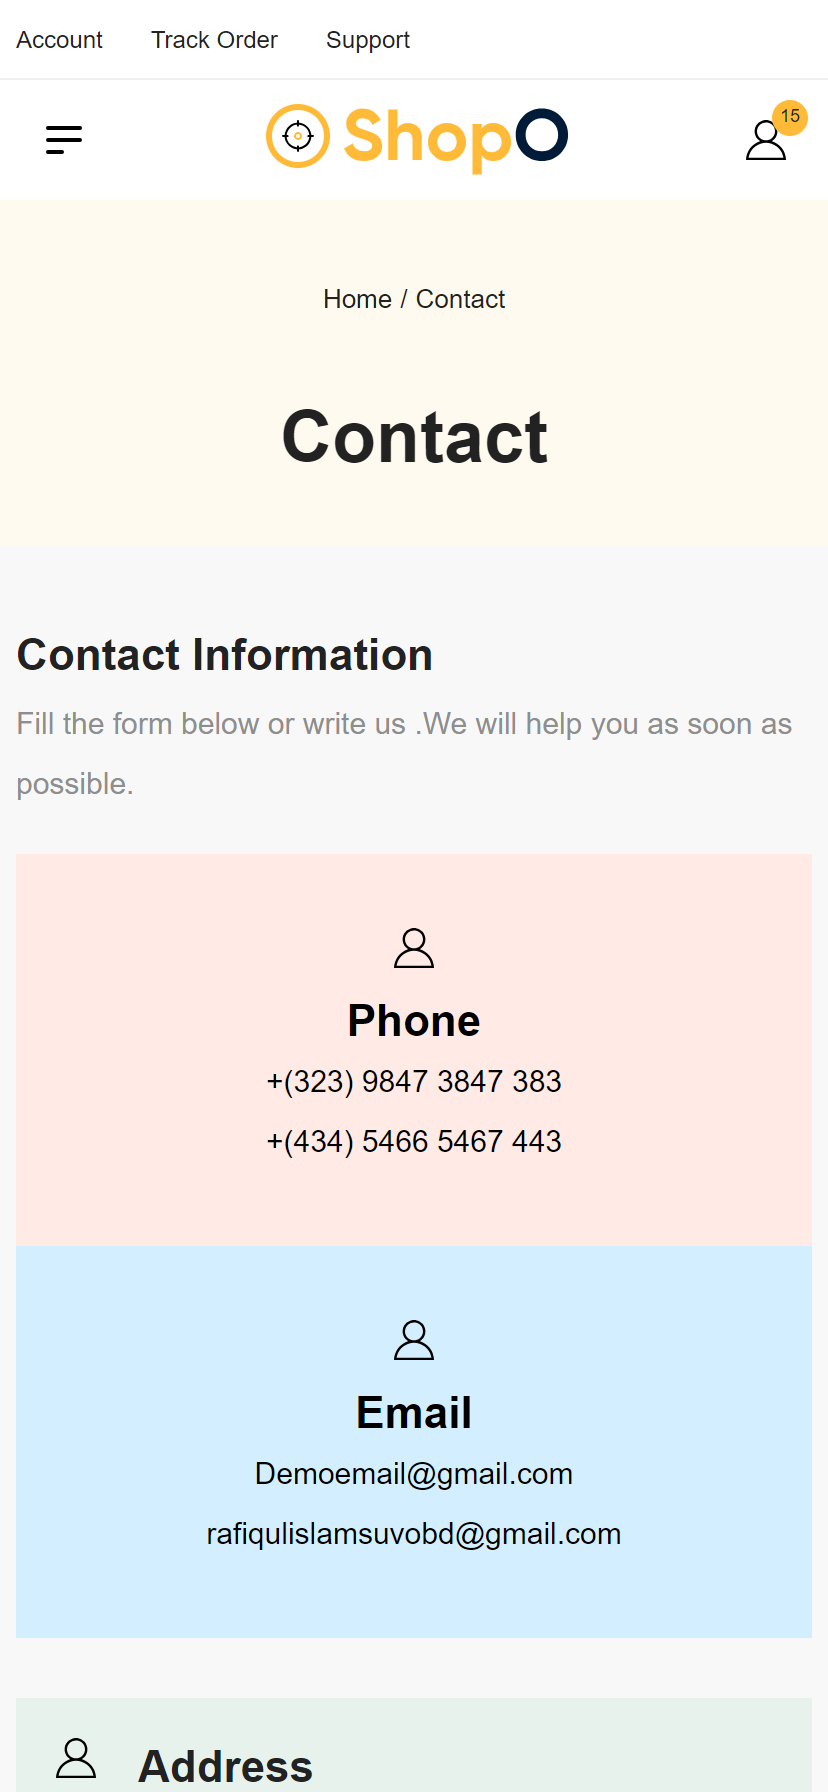 Account Track Order Support
ShopO
15
Home / Contact
Contact
Contact Information
Fill the form below or write us .We will help you as soon as
possible.
Phone
+(323) 9847 3847 383
+(434) 5466 5467 443
Email
Demoemail@gmail.com
rafiqulislamsuvobd@gmail.com
Address